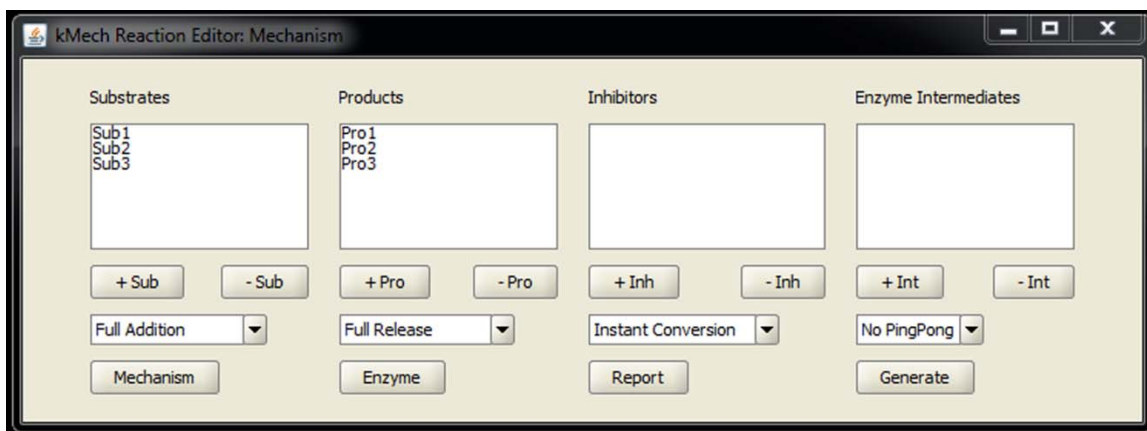 kMech Reaction Editor: Mechanism
Substrates Products Inhibitors Enzyme Intermediates
Sub1 Pro1
Sub2 Pro2
Sub3 Pro3
+ Sub - Sub + Pro - Pro + Inh - Inh + Int - Int
Full Addition Full Release Instant Conversion No PingPong
Mechanism Enzyme Report Generate